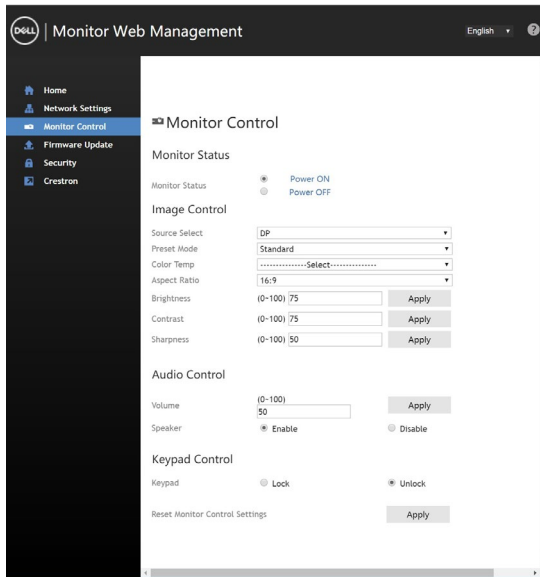 DELL | Monitor Web Management
English
?
Home
Network Settings
Monitor Control
Firmware Update
Security
Crestron
Monitor Control
Monitor Status
Monitor Status
Power ON
Power OFF
Image Control
Source Select DP
Preset Mode Standard
Color Temp ---------------Select---------------
Aspect Ratio 16:9
Brightness (0~100) 75 Apply
Contrast (0~100) 75 Apply
Sharpness (0~100) 50 Apply
Audio Control
(0~100)
Volume 50 Apply
Speaker Enable Disable
Keypad Control
Keypad Lock Unlock
Reset Monitor Control Settings Apply